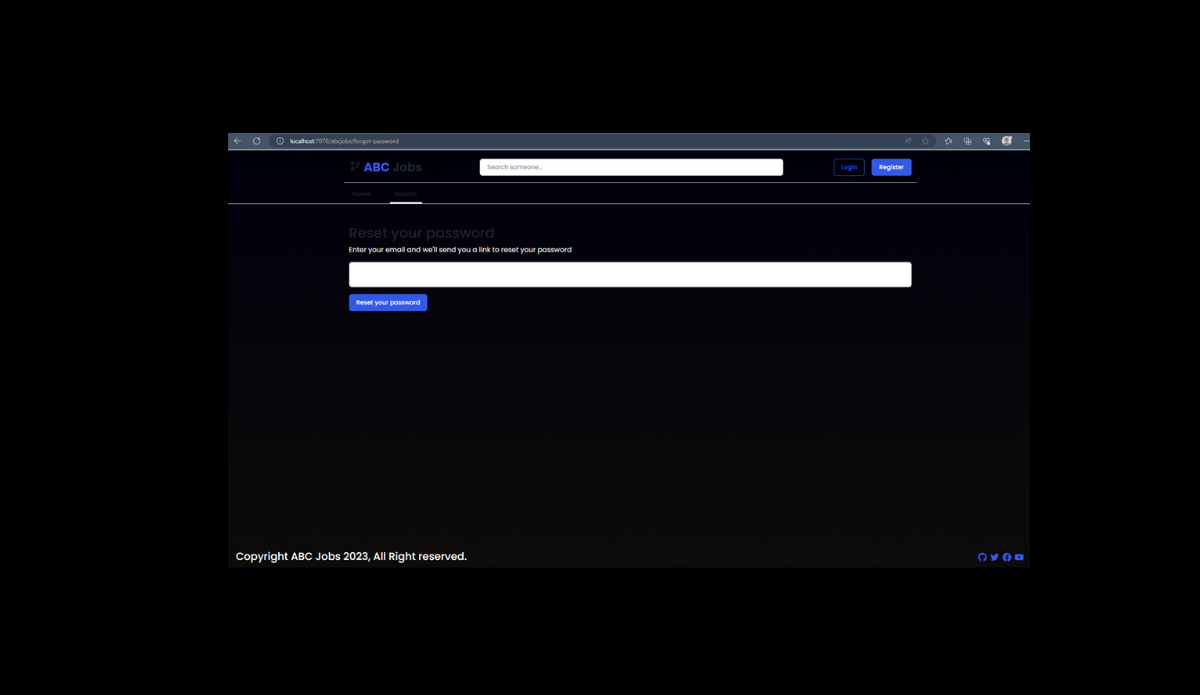 localhost:7070/abcjobs/forgot-password
ABC Jobs
Search someone...
Login
Register
Home
Search
Reset your password
Enter your email and we'll send you a link to reset your password
Reset your password
Copyright ABC Jobs 2023, All Right reserved.